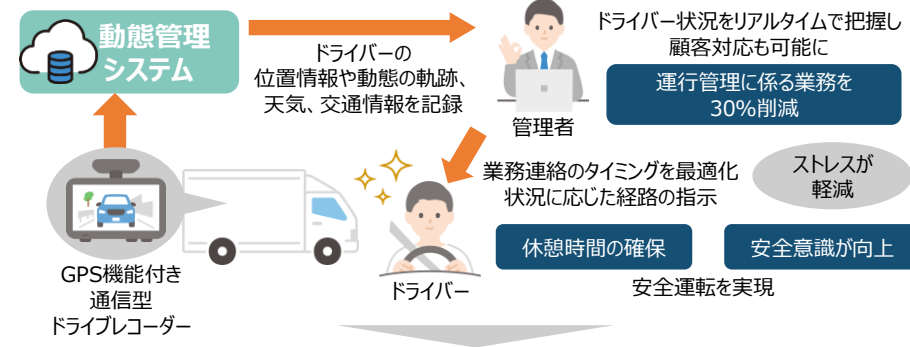 動態管理
システム
ドライバーの
位置情報や動態の軌跡、
天気、交通情報を記録
管理者
ドライバー状況をリアルタイムで把握し
顧客対応も可能に
運行管理に係る業務を
30%削減
GPS機能付き
通信型
ドライブレコーダー
ドライバー
業務連絡のタイミングを最適化
状況に応じた経路の指示
ストレスが
軽減
休憩時間の確保
安全意識が向上
安全運転を実現